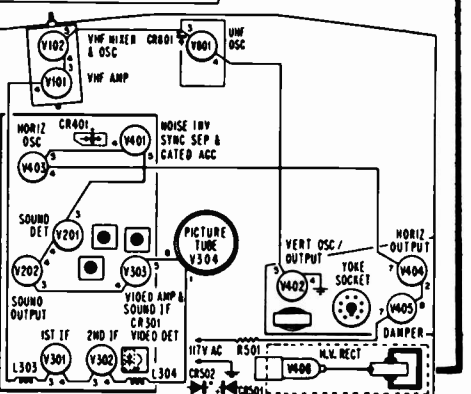 V102
VHF MIXER
& OSC
CR801
V801
UHF
OSC
V101
VHF AMP
HORIZ
OSC
CR401
V401
NOISE INV
SYNC SEP &
GATED AGC
V403
SOUND
DET
V201
V202
SOUND
OUTPUT
V303
VIDEO AMP &
SOUND IF
CR301
VIDEO DET
PICTURE
TUBE
V304
VERT OSC/
OUTPUT
V402
YOKE
SOCKET
HORIZ
OUTPUT
V404
V405
DAMPER
1ST IF
V301
2ND IF
V302
L303
L304
117V AC
R501
CR502
CR501
H.V. RECT
V406